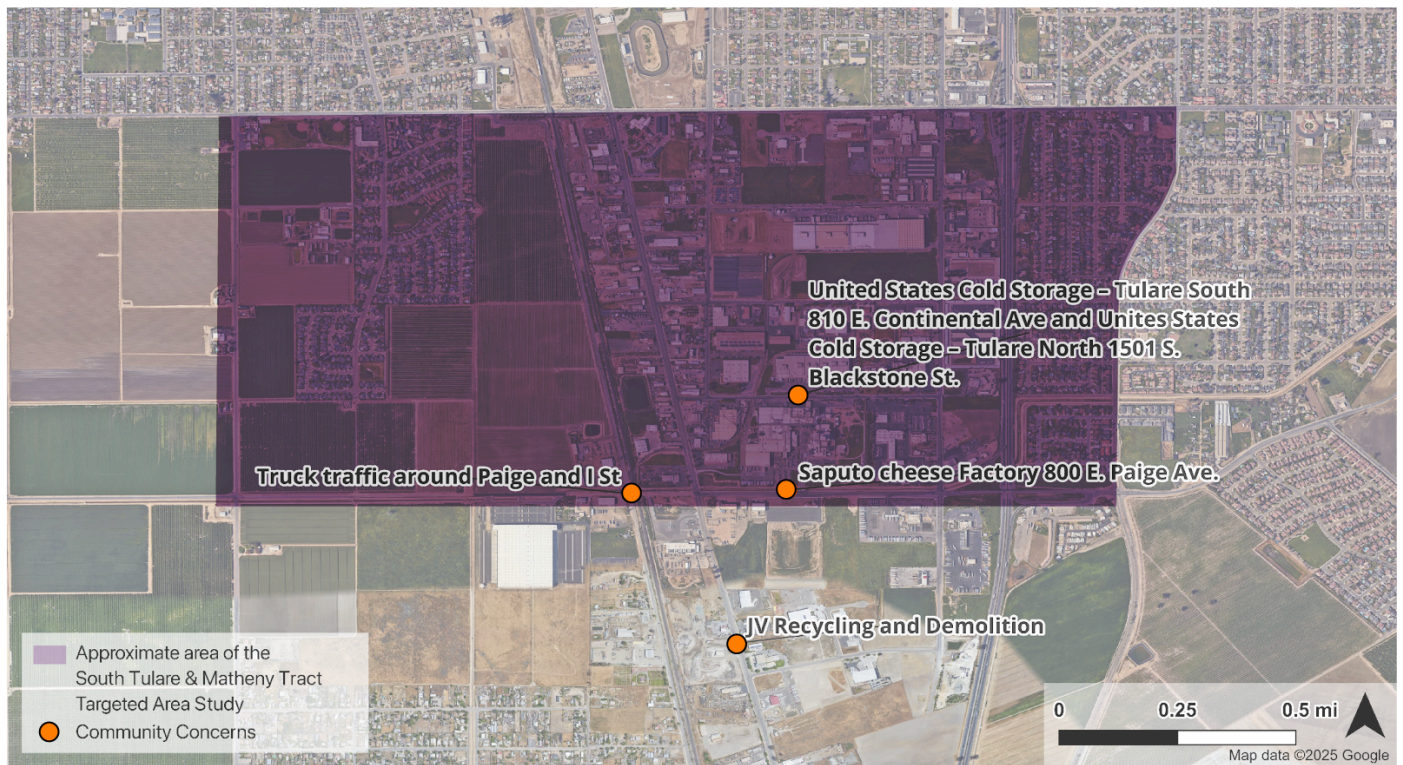 United States Cold Storage – Tulare South
810 E. Continental Ave and Unites States
Cold Storage – Tulare North 1501 S.
Blackstone St.
Truck traffic around Paige and I St
Saputo cheese Factory 800 E. Paige Ave.
JV Recycling and Demolition
Approximate area of the
South Tulare & Matheny Tract
Targeted Area Study
Community Concerns
0 0.25 0.5 mi
Map data ©2025 Google